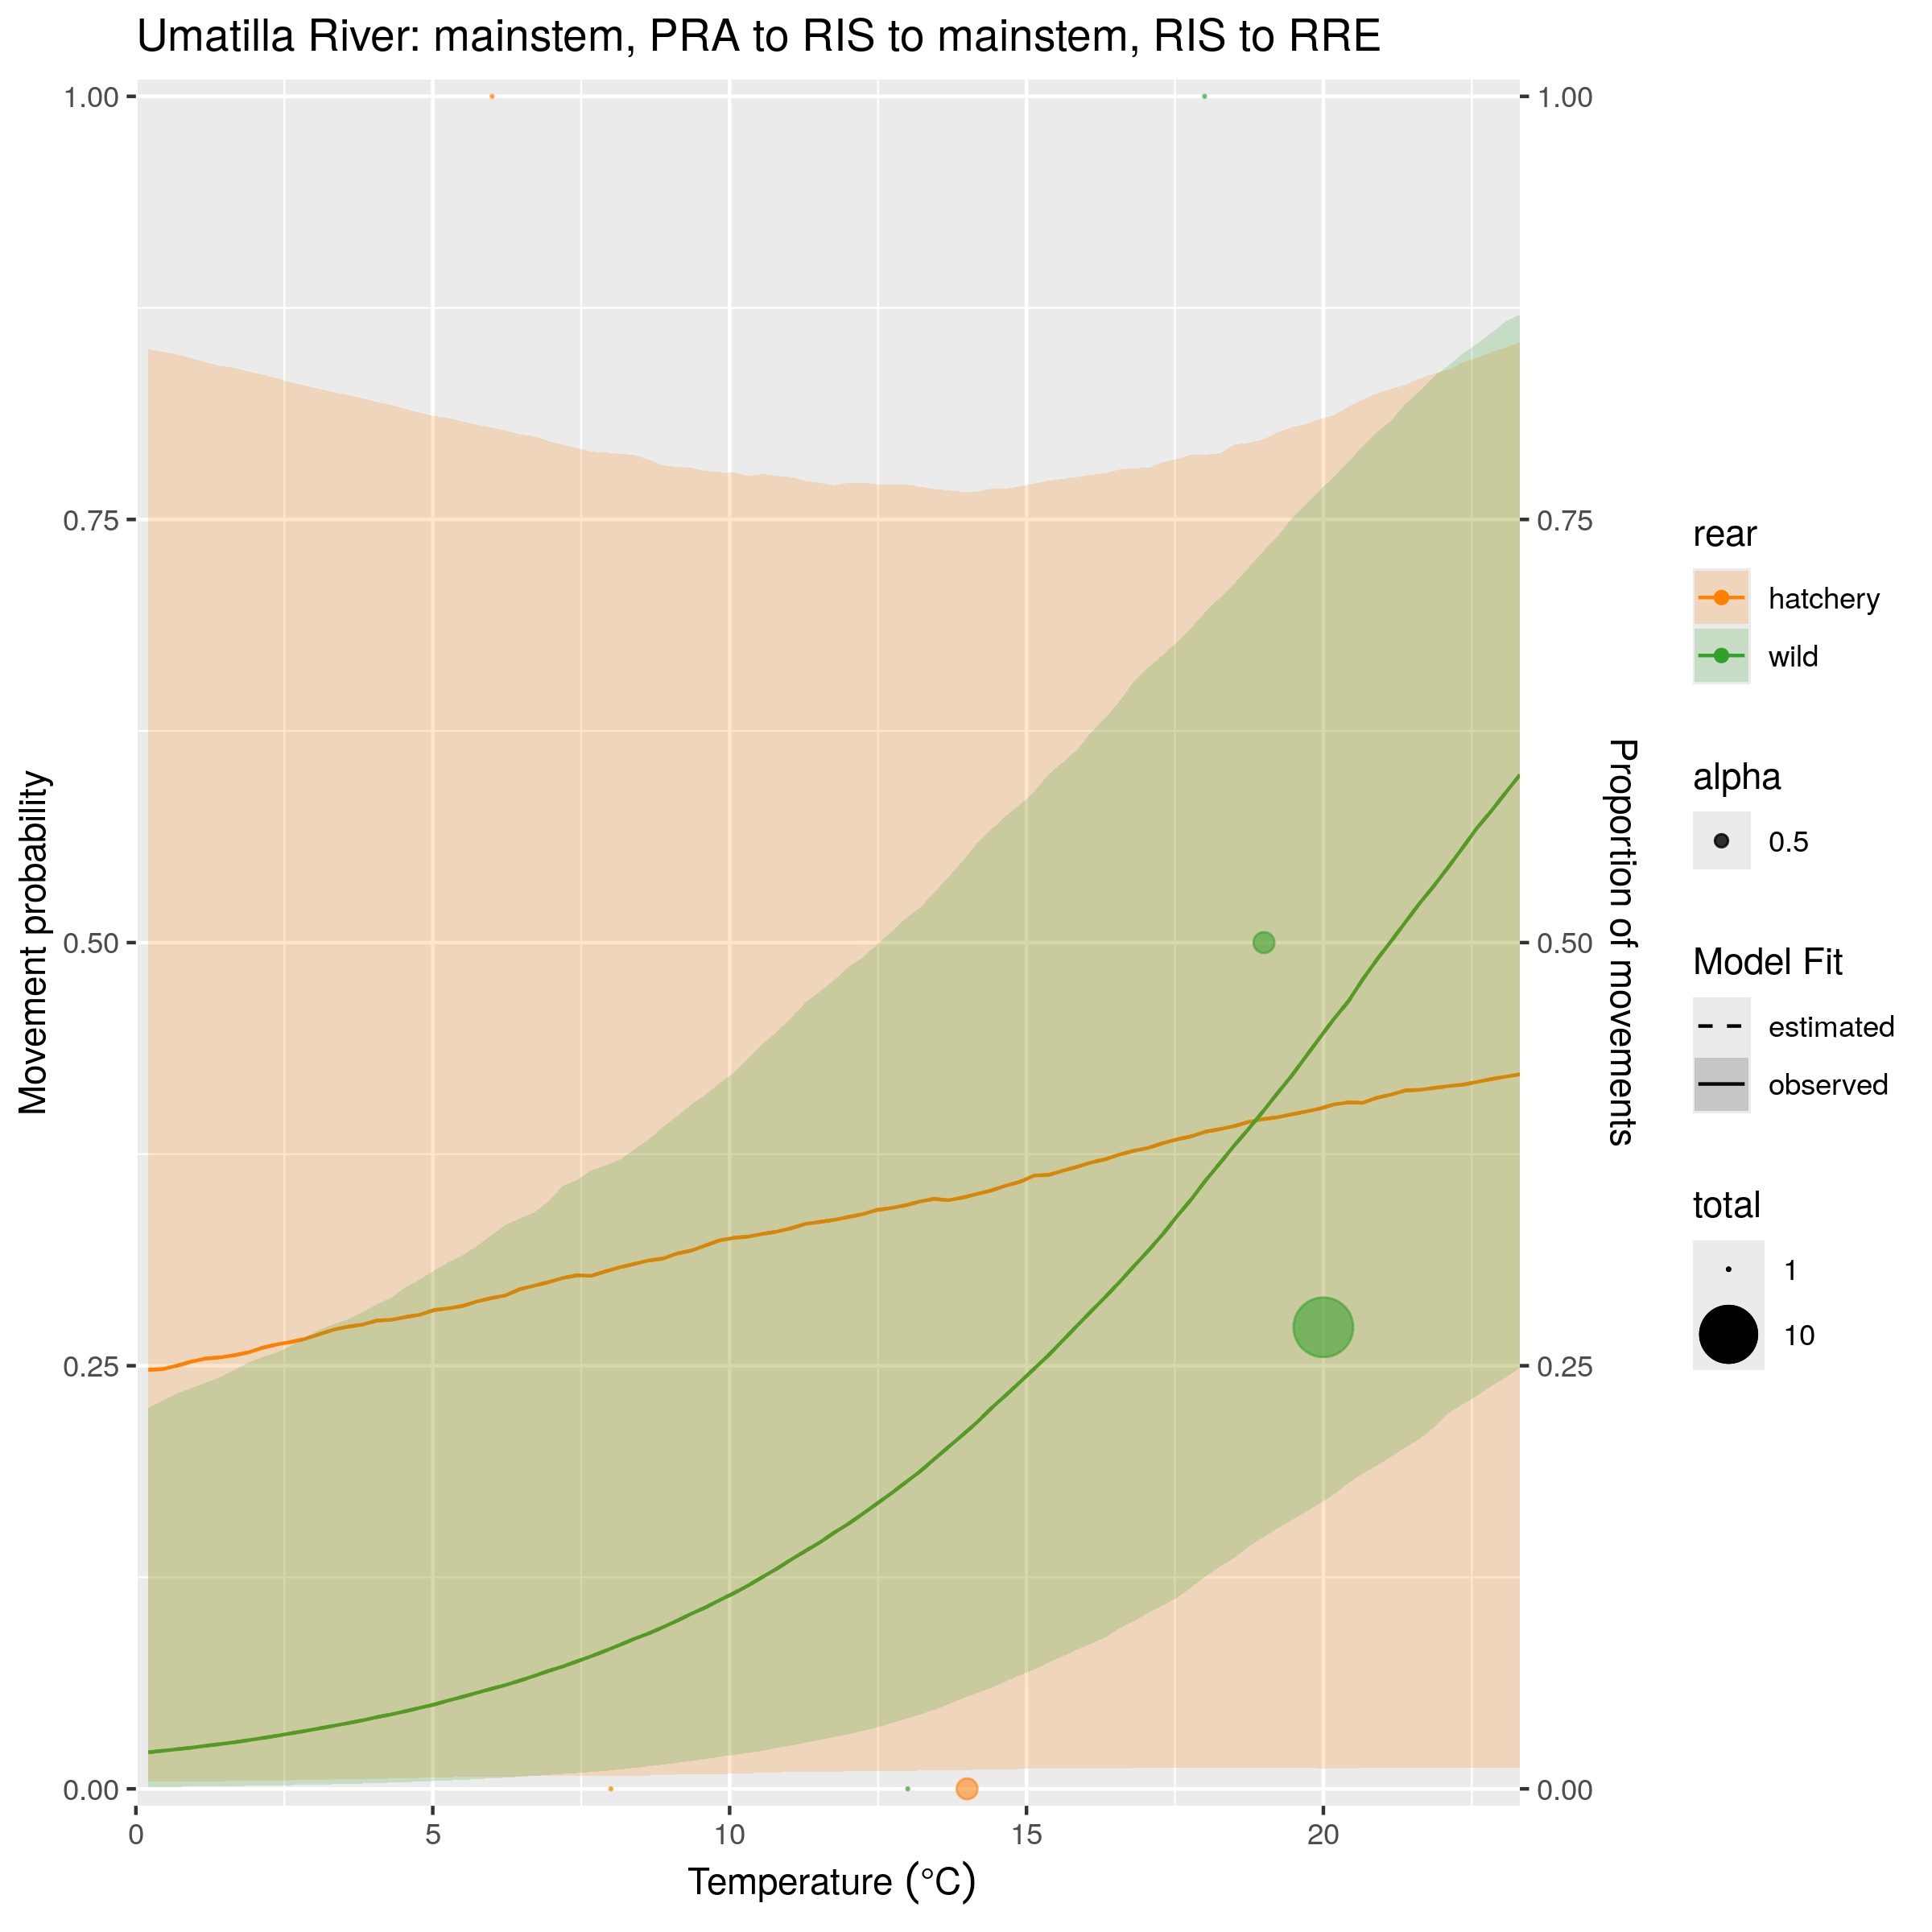 Umatilla River: mainstem, PRA to RIS to mainstem, RIS to RRE
Movement probability
1.00
0.75
0.50
0.25
0.00
0
5
10
15
20
Temperature (°C)
1.00
0.75
0.50
0.25
0.00
Proportion of movements
rear
hatchery
wild
alpha
0.5
Model Fit
estimated
observed
total
1
10